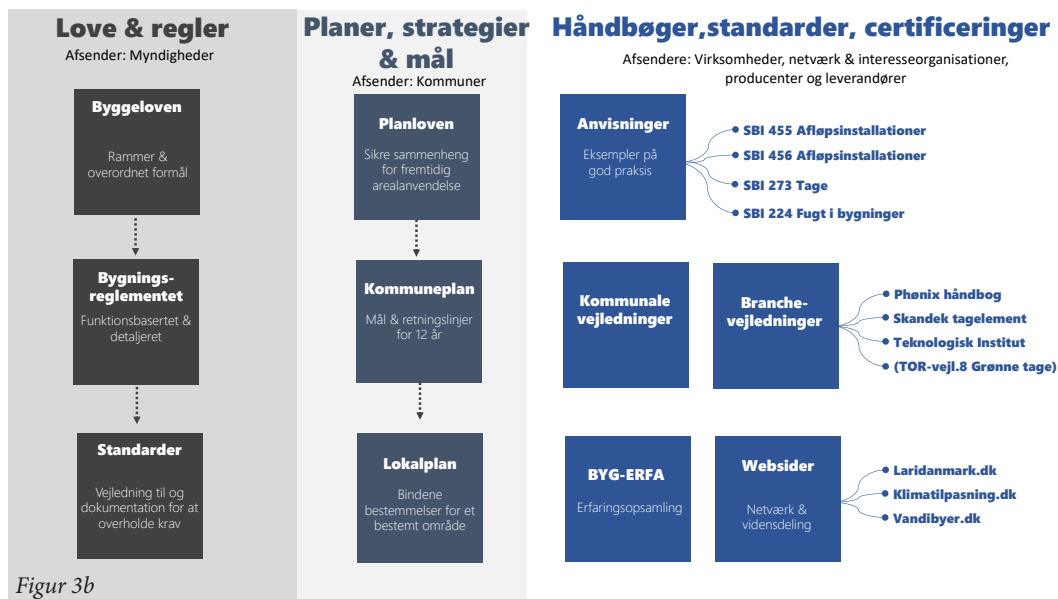 Love & regler
Afsender: Myndigheder
Byggeloven
Rammer &
overordnet formål
Bygnings-
reglementet
Funktionsbasertet &
detaljeret
Standarder
Vejledning til og
dokumentation for at
overholde krav
Figur 3b
Planer, strategier
& mål
Afsender: Kommuner
Planloven
Sikre sammenheng
for fremtidig
arealanvendelse
Kommuneplan
Mål & retningslinjer
for 12 år
Lokalplan
Bindene
bestemmelser for et
bestemt område
Håndbøger,standarder, certificeringer
Afsendere: Virksomheder, netværk & interesseorganisationer,
producenter og leverandører
Anvisninger
Eksempler på
god praksis
SBI 455 Afløpsinstallationer
SBI 456 Afløpsinstallationer
SBI 273 Tage
SBI 224 Fugt i bygninger
Kommunale
vejledninger
Branche-
vejledninger
Phønix håndbog
Skandek tagelement
Teknologisk Institut
(TOR-vejl.8 Grønne tage)
BYG-ERFA
Erfaringsopsamling
Websider
Netværk &
vidensdeling
Laridanmark.dk
Klimatilpasning.dk
Vandibyer.dk